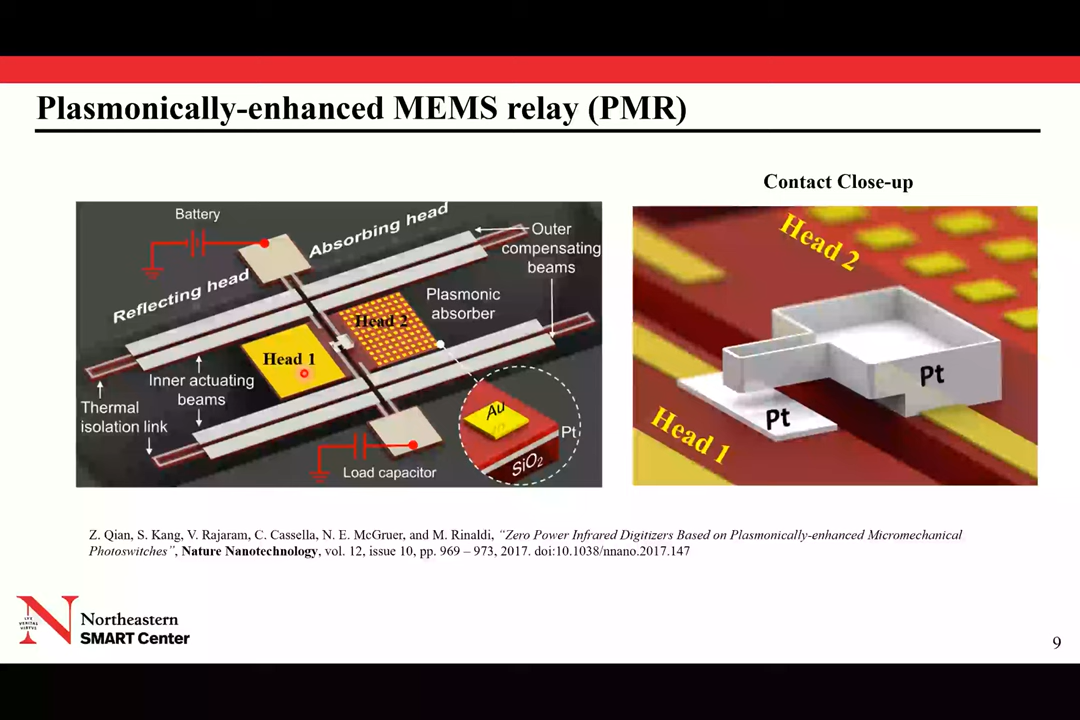 Plasmonically-enhanced MEMS relay (PMR)
Contact Close-up
Battery
Absorbing head
Reflecting head
Outer
compensating
beams
Plasmonic
absorber
Head 2
Head 1
Inner actuating
beams
Thermal
isolation link
Load capacitor
Au
Pt
SiO2
Head 2
Pt
Pt
Head 1
Z. Qian, S. Kang, V. Rajaram, C. Cassella, N. E. McGruer, and M. Rinaldi, “Zero Power Infrared Digitizers Based on Plasmonically-enhanced Micromechanical
Photoswitches”, Nature Nanotechnology, vol. 12, issue 10, pp. 969 – 973, 2017. doi:10.1038/nnano.2017.147
N
Northeastern
SMART Center
9